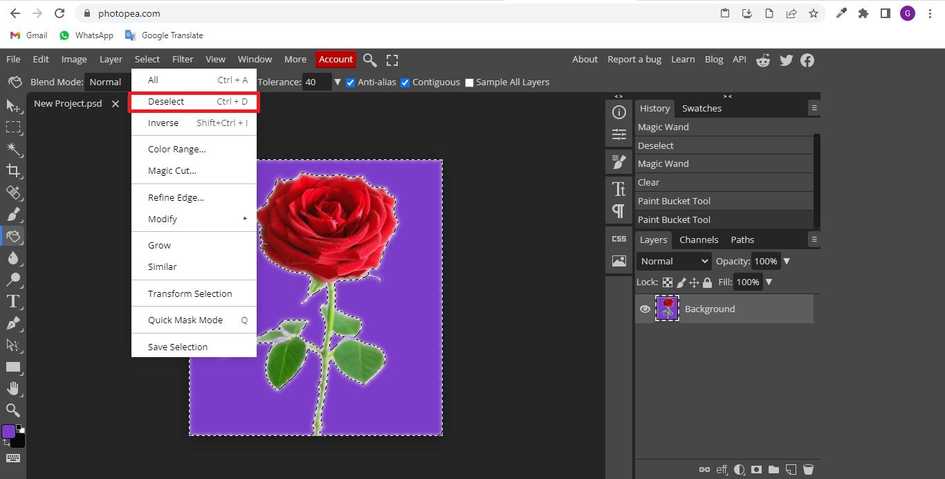 photopea.com
G
Gmail WhatsApp Google Translate
File Edit Image Layer Select Filter View Window More Account About Report a bug Learn Blog API
Blend Mode: Normal Tolerance: 40 Anti-alias Contiguous Sample All Layers
New Project.psd
All Ctrl + A
Deselect Ctrl + D
Inverse Shift+Ctrl + I
Color Range...
Magic Cut...
Refine Edge...
Modify
Grow
Similar
Transform Selection
Quick Mask Mode Q
Save Selection
CSS
History Swatches
Magic Wand
Deselect
Magic Wand
Clear
Paint Bucket Tool
Paint Bucket Tool
Layers Channels Paths
Normal Opacity: 100%
Lock: Fill: 100%
Background
eff